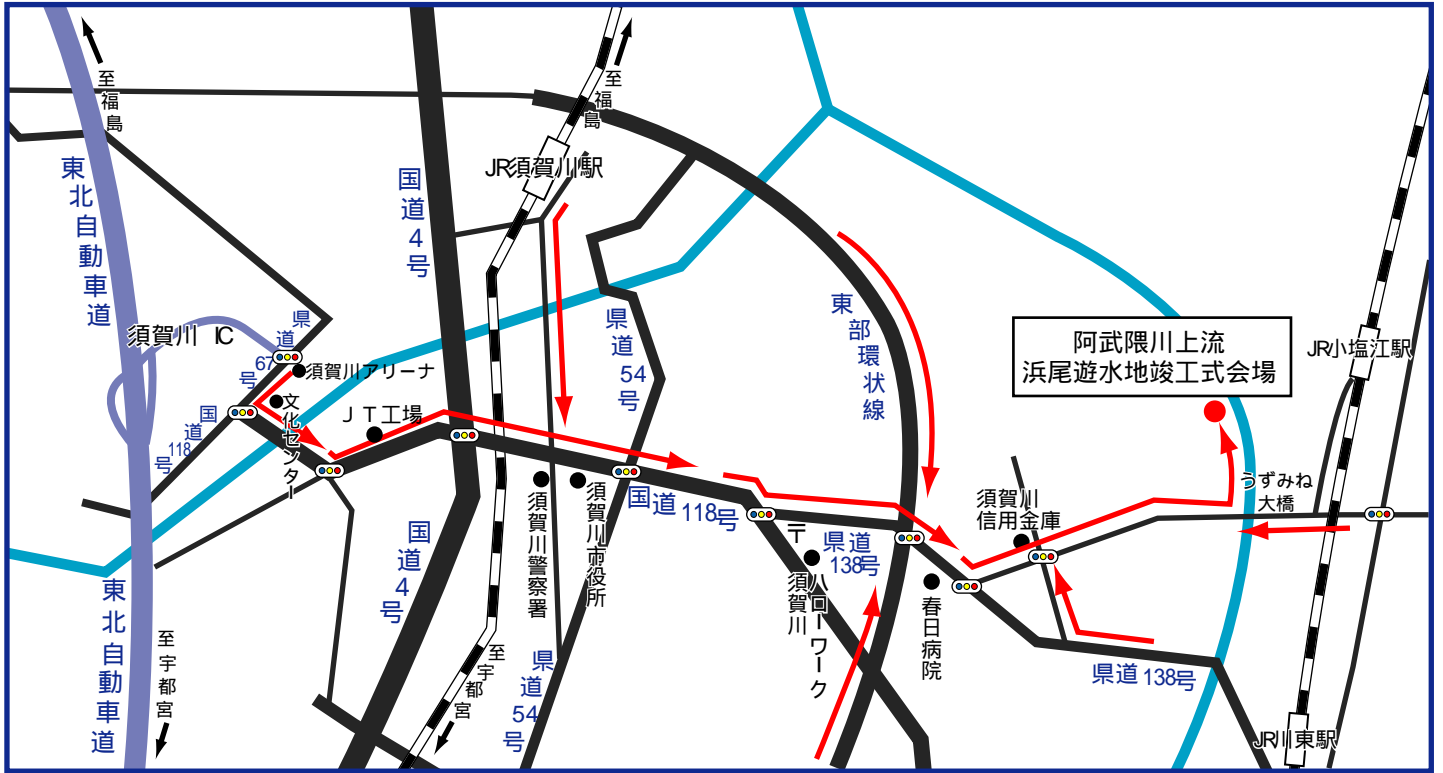 至福島
至福島
東北自動車道
国道4号
JR須賀川駅
須賀川 IC
県道67号
須賀川アリーナ
文化センター
国道118号
JT工場
県道54号
東部環状線
阿武隈川上流
浜尾遊水地竣工式会場
JR小塩江駅
うずみね
大橋
須賀川
信用金庫
国道118号
〒
須賀川
ハローワーク
県道
138号
春日病院
須賀川警察署
須賀川市役所
国道4号
県道54号
東北自動車道
至宇都宮
至宇都宮
県道138号
JR川東駅